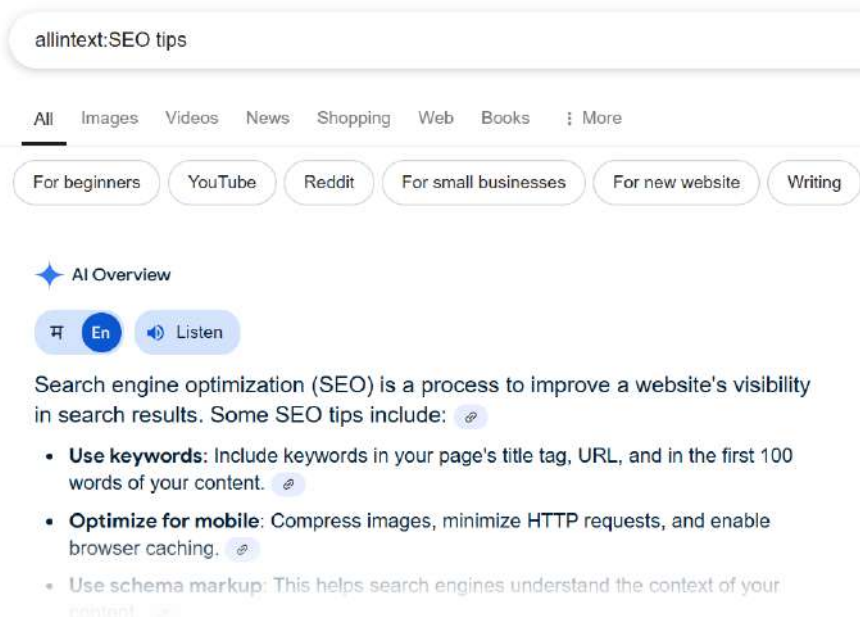 allintext:SEO tips
All Images Videos News Shopping Web Books More
For beginners YouTube Reddit For small businesses For new website Writing
AI Overview
म En Listen
Search engine optimization (SEO) is a process to improve a website's visibility
in search results. Some SEO tips include:
• Use keywords: Include keywords in your page's title tag, URL, and in the first 100
words of your content.
• Optimize for mobile: Compress images, minimize HTTP requests, and enable
browser caching.
• Use schema markup: This helps search engines understand the context of your
content.